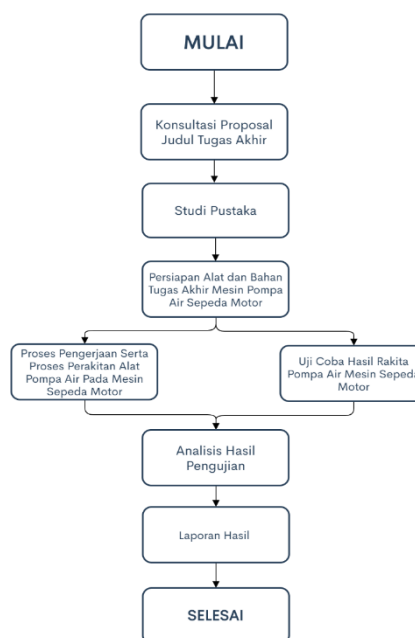 MULAI
Konsultasi Proposal
Judul Tugas Akhir
Studi Pustaka
Persiapan Alat dan Bahan
Tugas Akhir Mesin Pompa
Air Sepeda Motor
Proses Pengerjaan Serta
Proses Perakitan Alat
Pompa Air Pada Mesin
Sepeda Motor
Uji Coba Hasil Rakita
Pompa Air Mesin Sepeda
Motor
Analisis Hasil
Pengujian
Laporan Hasil
SELESAI